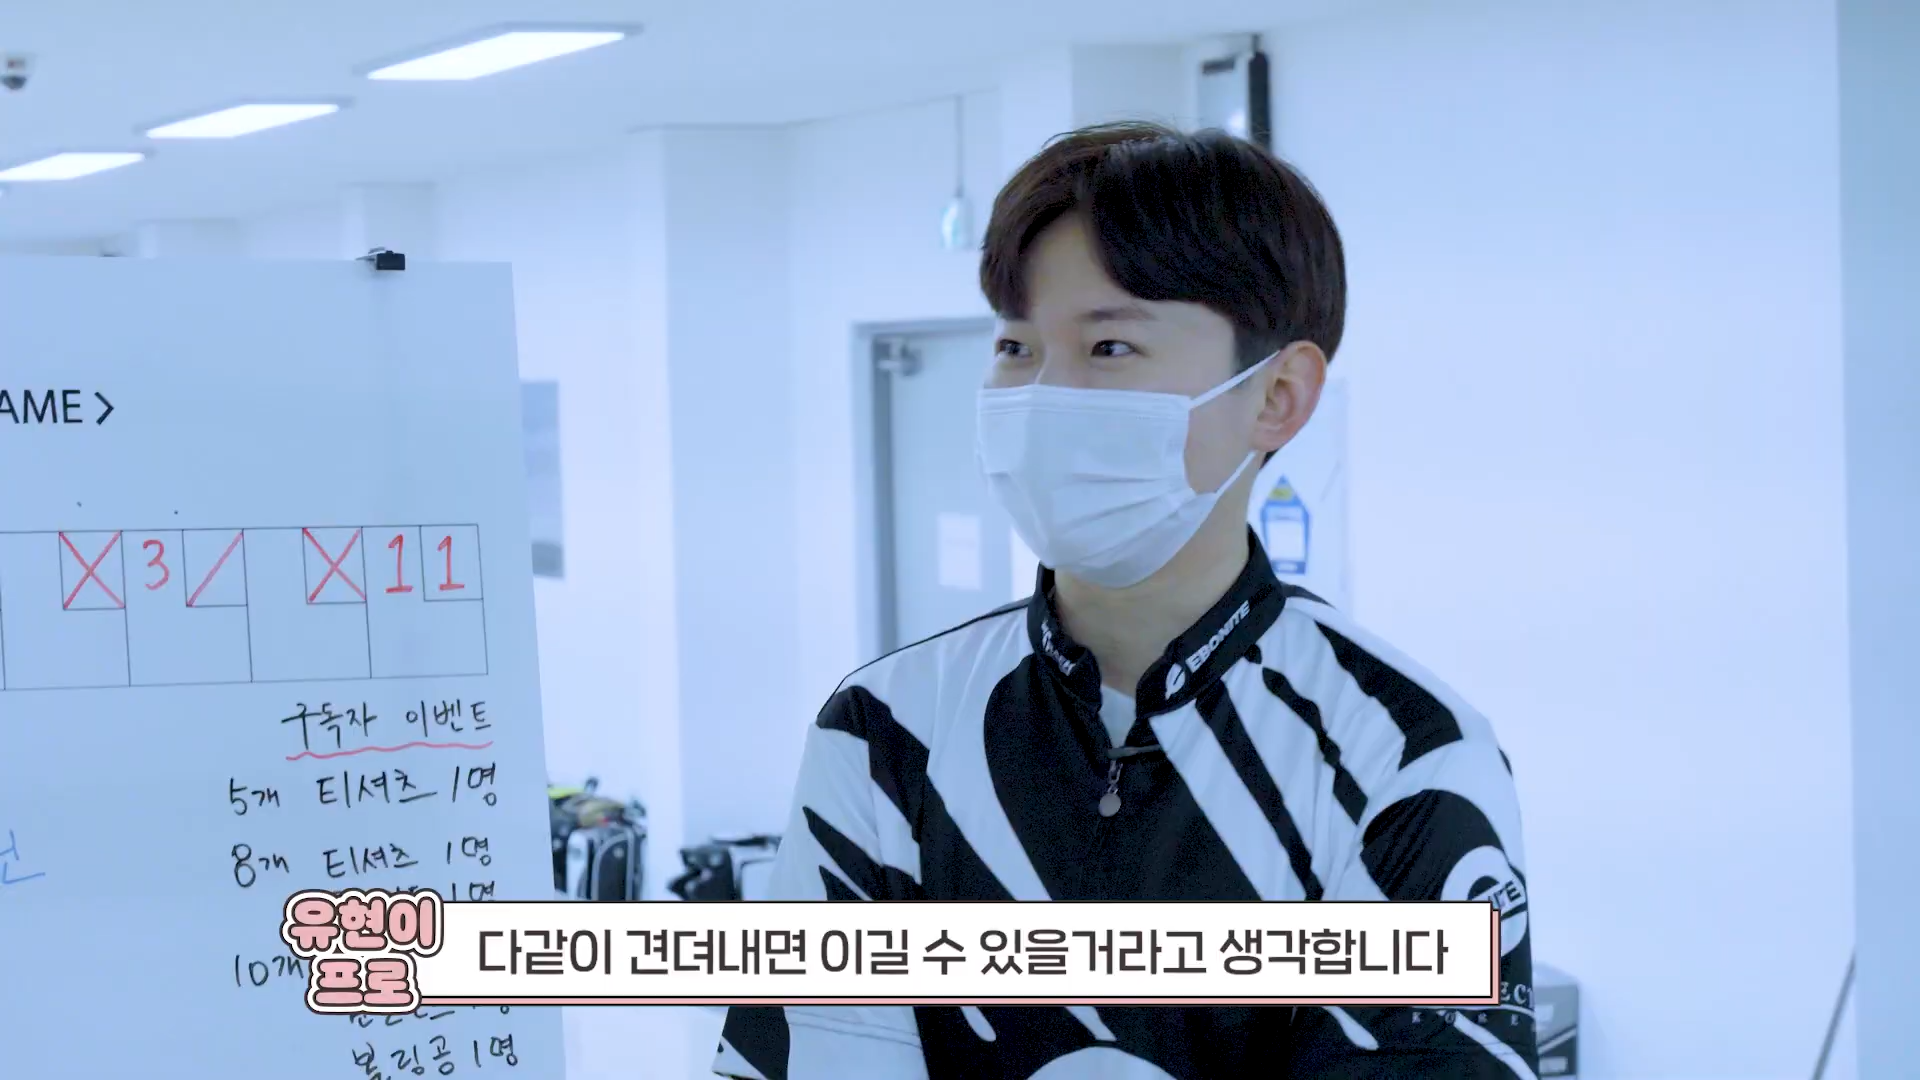 AME >
X 3 / X 1 1
구독자 이벤트
5개 티셔츠 1명
8개 티셔츠 1명
1명
10개
볼링공 1명
EBONITE
유현이
프로
다같이 견뎌내면 이길 수 있을거라고 생각합니다